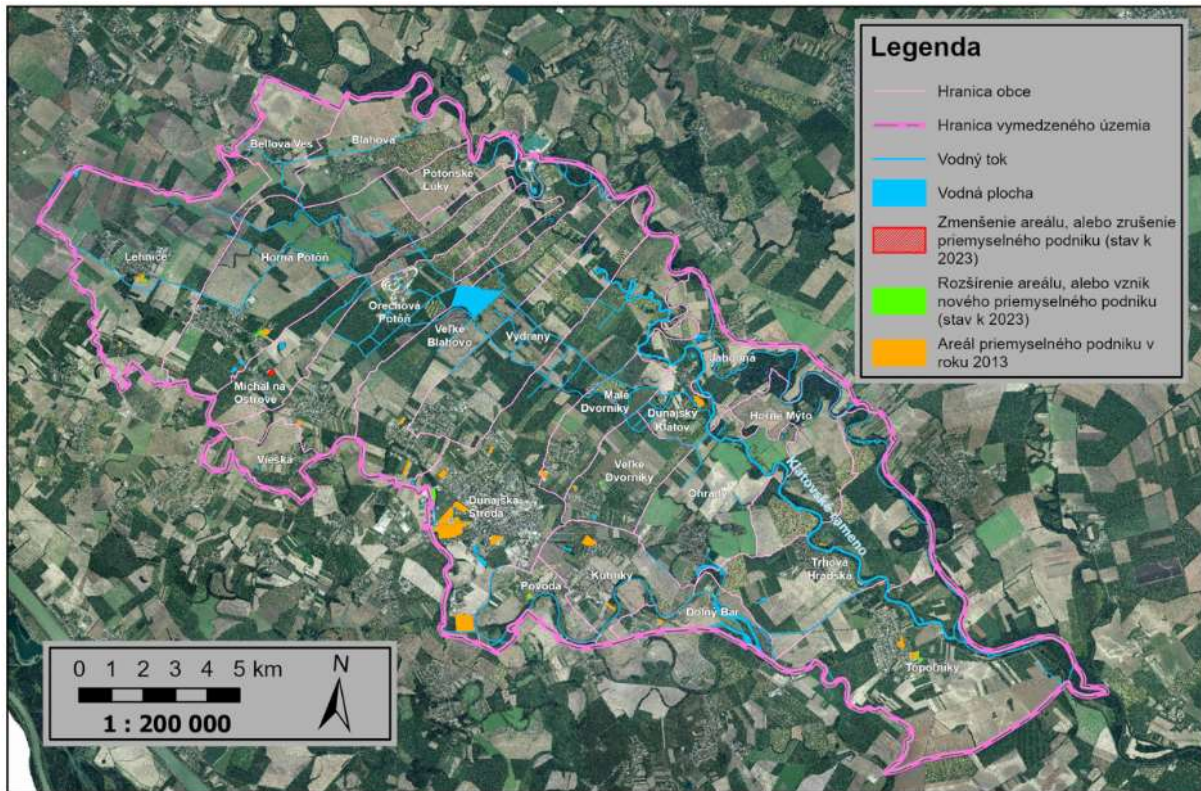 Legenda
Hranica obce
Hranica vymedzeného územia
Vodný tok
Vodná plocha
Zmenšenie areálu, alebo zrušenie
priemyselného podniku (stav k
2023)
Rozšírenie areálu, alebo vznik
nového priemyselného podniku
(stav k 2023)
Areál priemyselného podniku v
roku 2013
Bellova Ves
Blahová
Potônske
Lúky
Lehnice
Horná Potôň
Orechová
Potôň
Veľké
Blahovo
Vydrany
Jahodná
Michal na
Ostrove
Malé
Dvorníky
Dunajský
Klátov
Horné Mýto
Vieska
Veľké
Dvorníky
Ohrady
Klátovské rameno
Dunajská
Streda
Trhová
Hradská
Kútniky
Povoda
Dolný Bar
Topoľníky
0 1 2 3 4 5 km
N
1 : 200 000